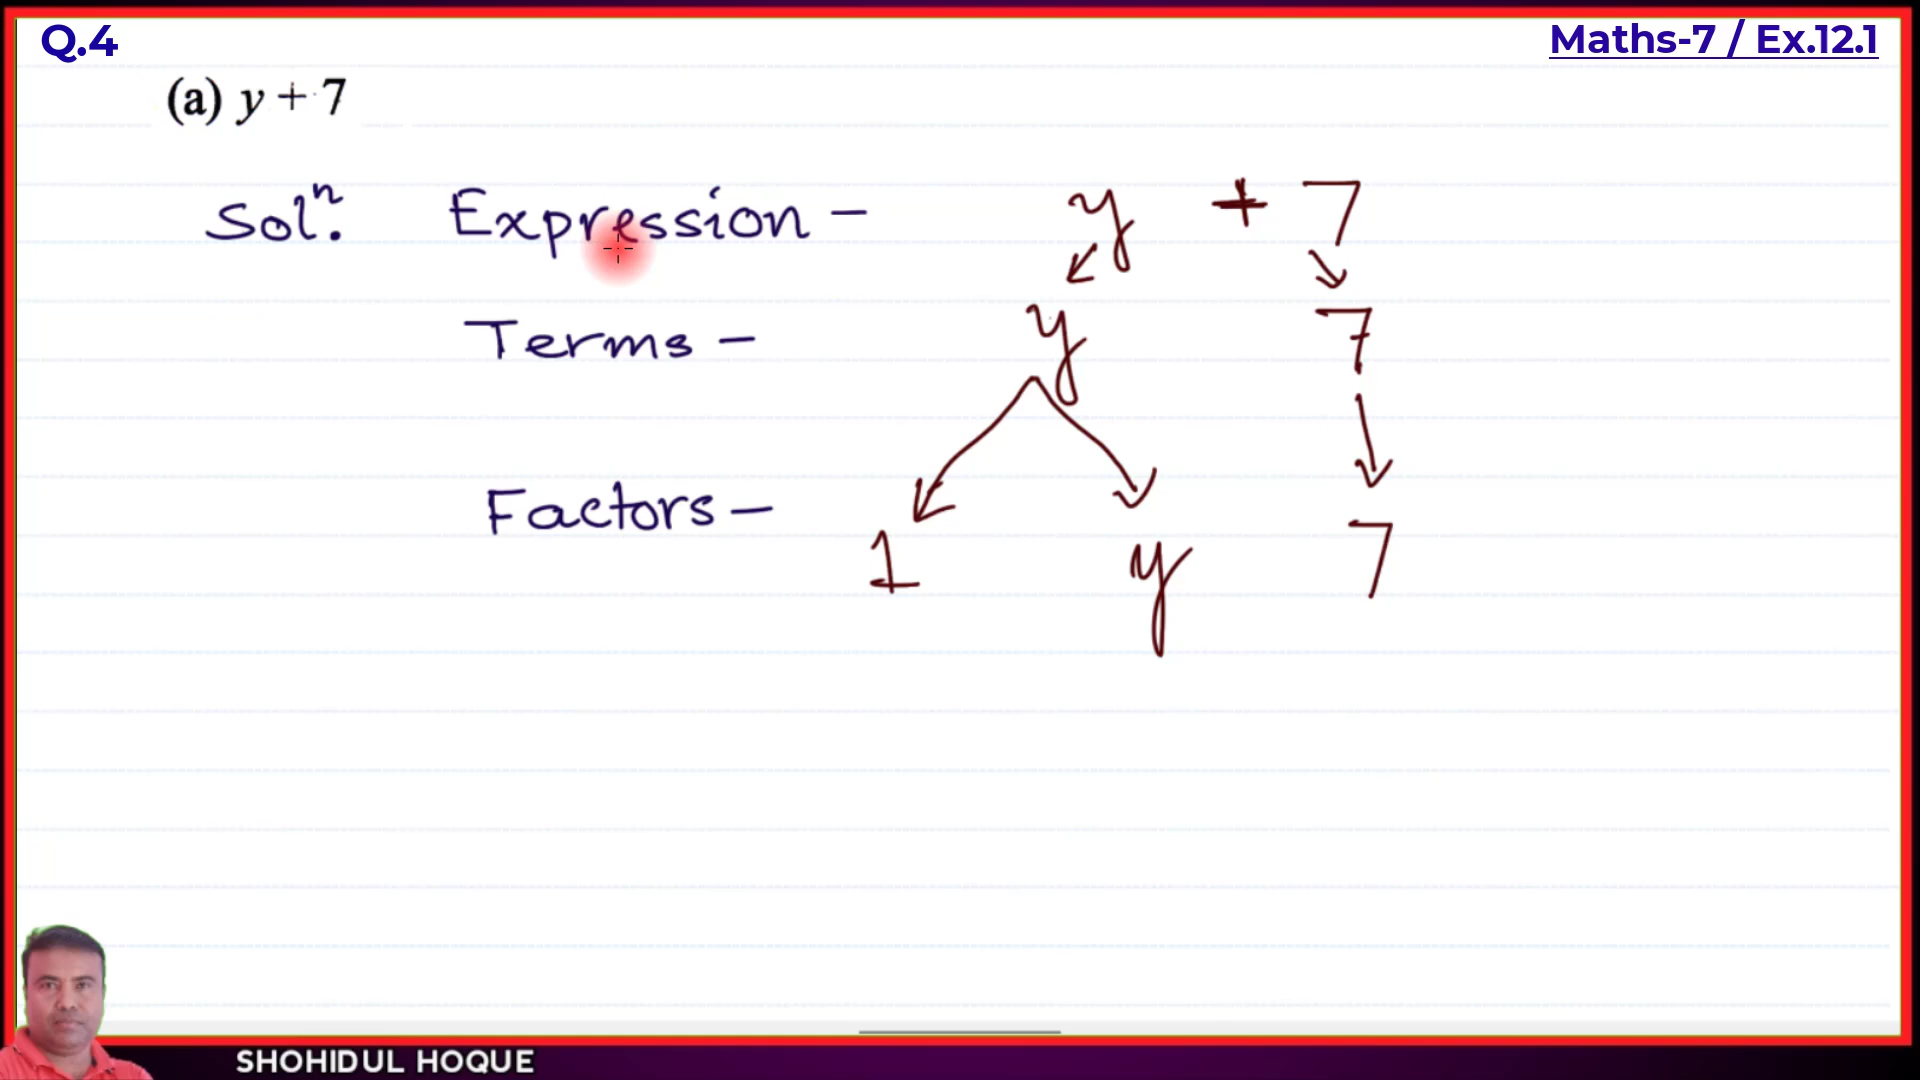 Q.4
Maths-7 / Ex.12.1
(a) y + 7
Solⁿ. Expression – y + 7
Terms – y 7
Factors – 1 y 7
SHOHIDUL HOQUE